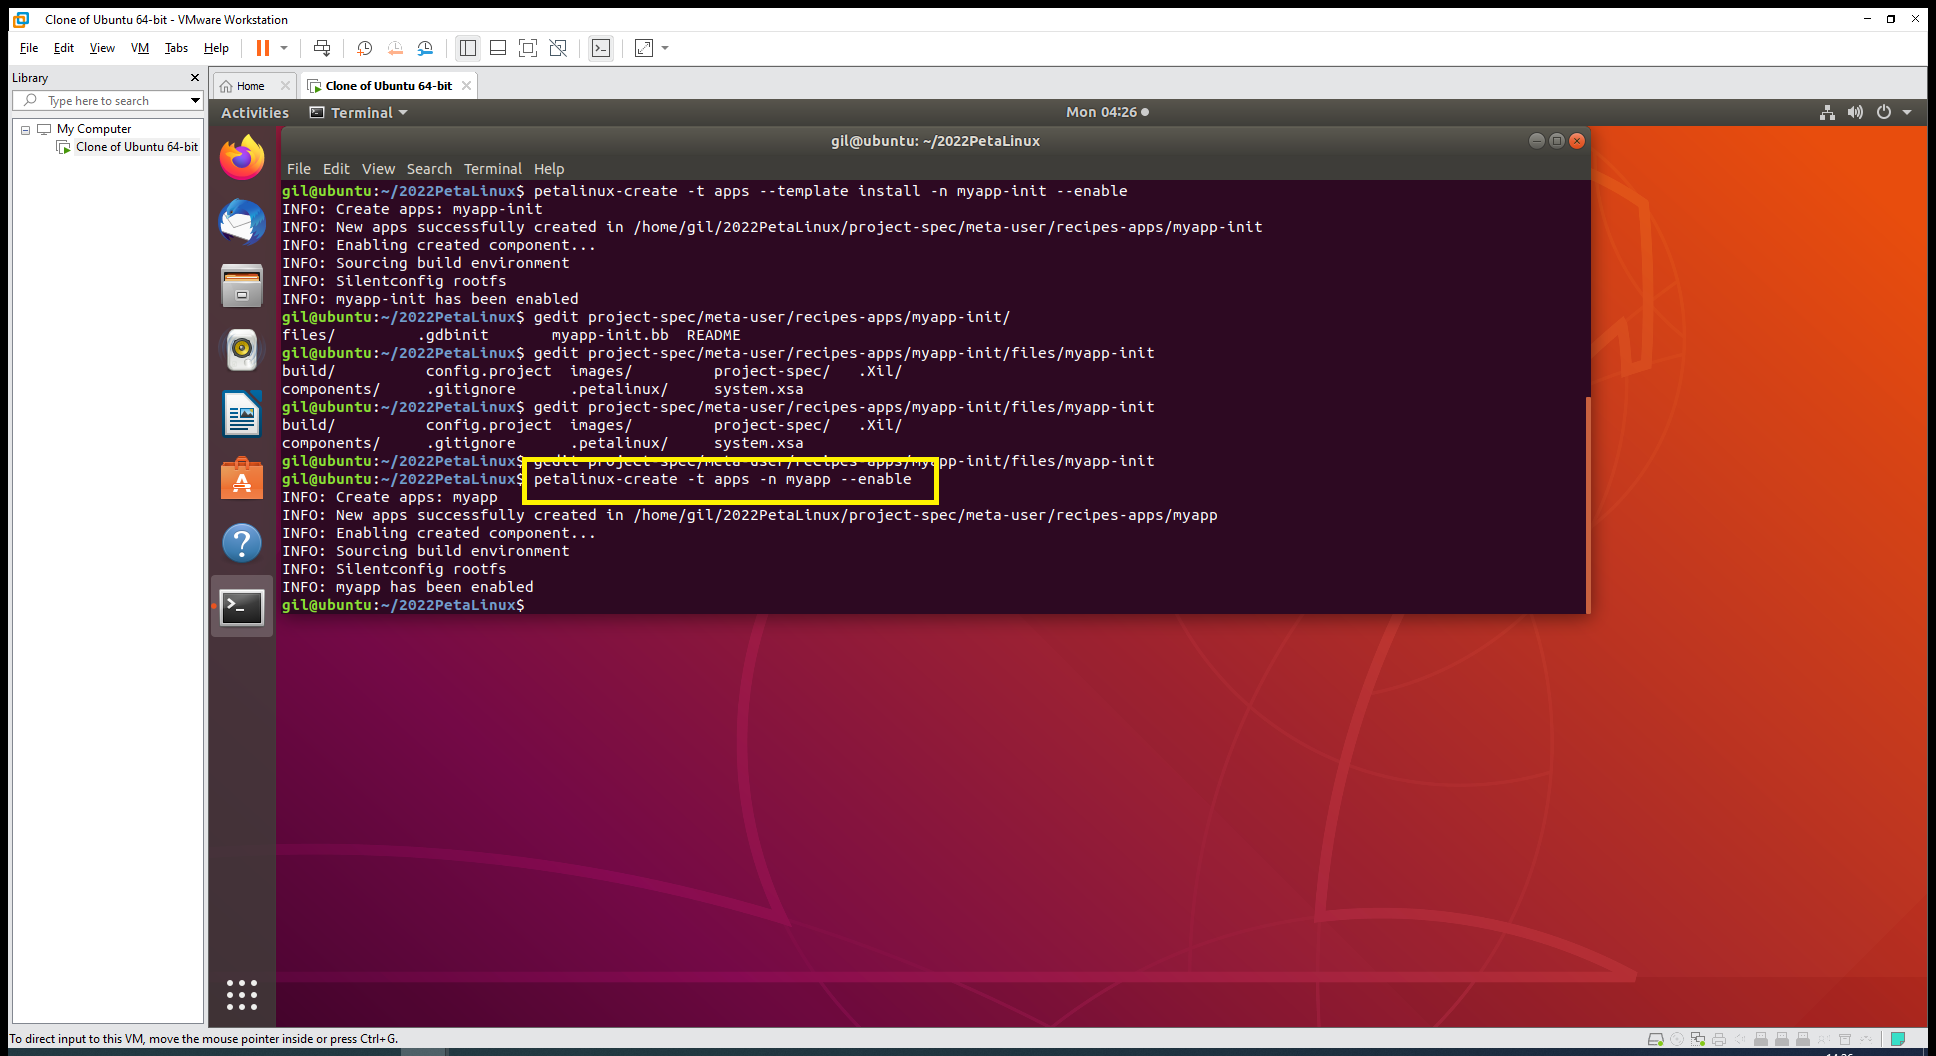 Clone of Ubuntu 64-bit - VMware Workstation
File Edit View VM Tabs Help
Library
Type here to search
My Computer
Clone of Ubuntu 64-bit
Home
Clone of Ubuntu 64-bit
Activities Terminal Mon 04:26
gil@ubuntu: ~/2022PetaLinux
File Edit View Search Terminal Help
gil@ubuntu:~/2022PetaLinux$ petalinux-create -t apps --template install -n myapp-init --enable
INFO: Create apps: myapp-init
INFO: New apps successfully created in /home/gil/2022PetaLinux/project-spec/meta-user/recipes-apps/myapp-init
INFO: Enabling created component...
INFO: Sourcing build environment
INFO: Silentconfig rootfs
INFO: myapp-init has been enabled
gil@ubuntu:~/2022PetaLinux$ gedit project-spec/meta-user/recipes-apps/myapp-init/
files/ .gdbinit myapp-init.bb README
gil@ubuntu:~/2022PetaLinux$ gedit project-spec/meta-user/recipes-apps/myapp-init/files/myapp-init
build/ config.project images/ project-spec/ .Xil/
components/ .gitignore .petalinux/ system.xsa
gil@ubuntu:~/2022PetaLinux$ gedit project-spec/meta-user/recipes-apps/myapp-init/files/myapp-init
build/ config.project images/ project-spec/ .Xil/
components/ .gitignore .petalinux/ system.xsa
gil@ubuntu:~/2022PetaLinux$ gedit project-spec/meta-user/recipes-apps/myapp-init/files/myapp-init
gil@ubuntu:~/2022PetaLinux$ petalinux-create -t apps -n myapp --enable
INFO: Create apps: myapp
INFO: New apps successfully created in /home/gil/2022PetaLinux/project-spec/meta-user/recipes-apps/myapp
INFO: Enabling created component...
INFO: Sourcing build environment
INFO: Silentconfig rootfs
INFO: myapp has been enabled
gil@ubuntu:~/2022PetaLinux$
To direct input to this VM, move the mouse pointer inside or press Ctrl+G.